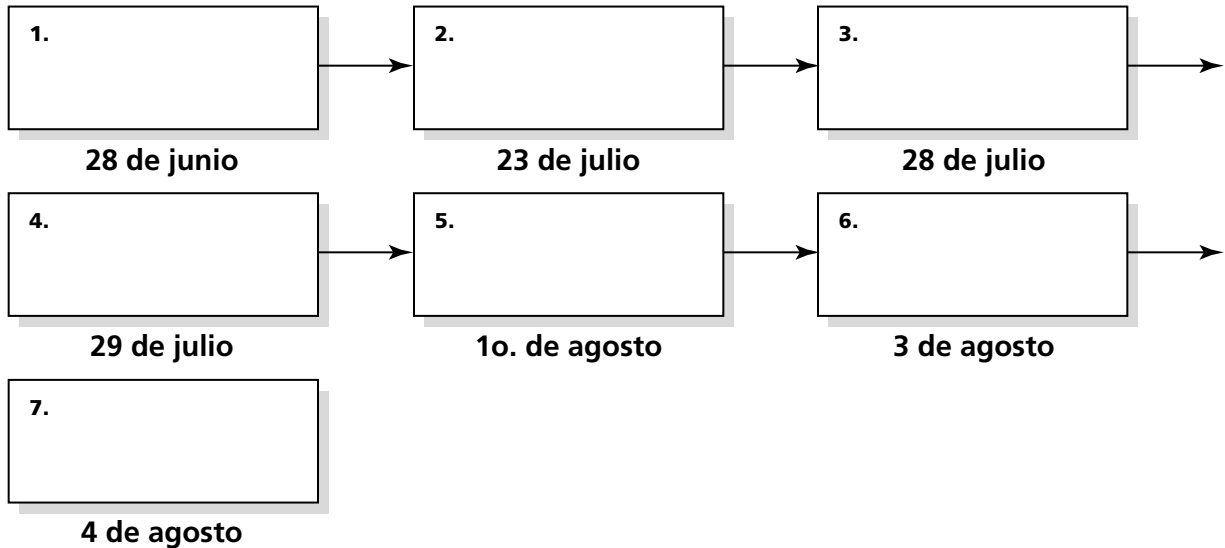 1. 2. 3.
28 de junio 23 de julio 28 de julio
4. 5. 6.
29 de julio 1o. de agosto 3 de agosto
7.
4 de agosto